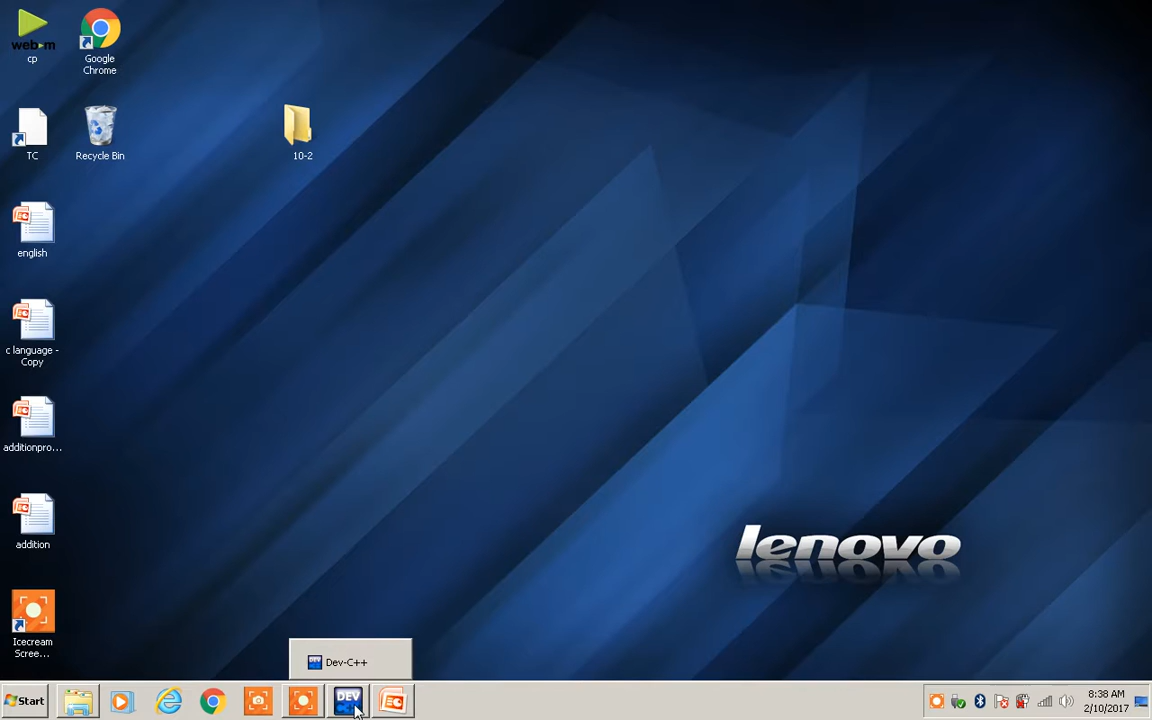 web·m
cp
Google
Chrome
TC
Recycle Bin
10-2
english
c language -
Copy
additionpro...
addition
Icecream
Scree...
lenovo
Dev-C++
Start
DEV
8:38 AM
2/10/2017